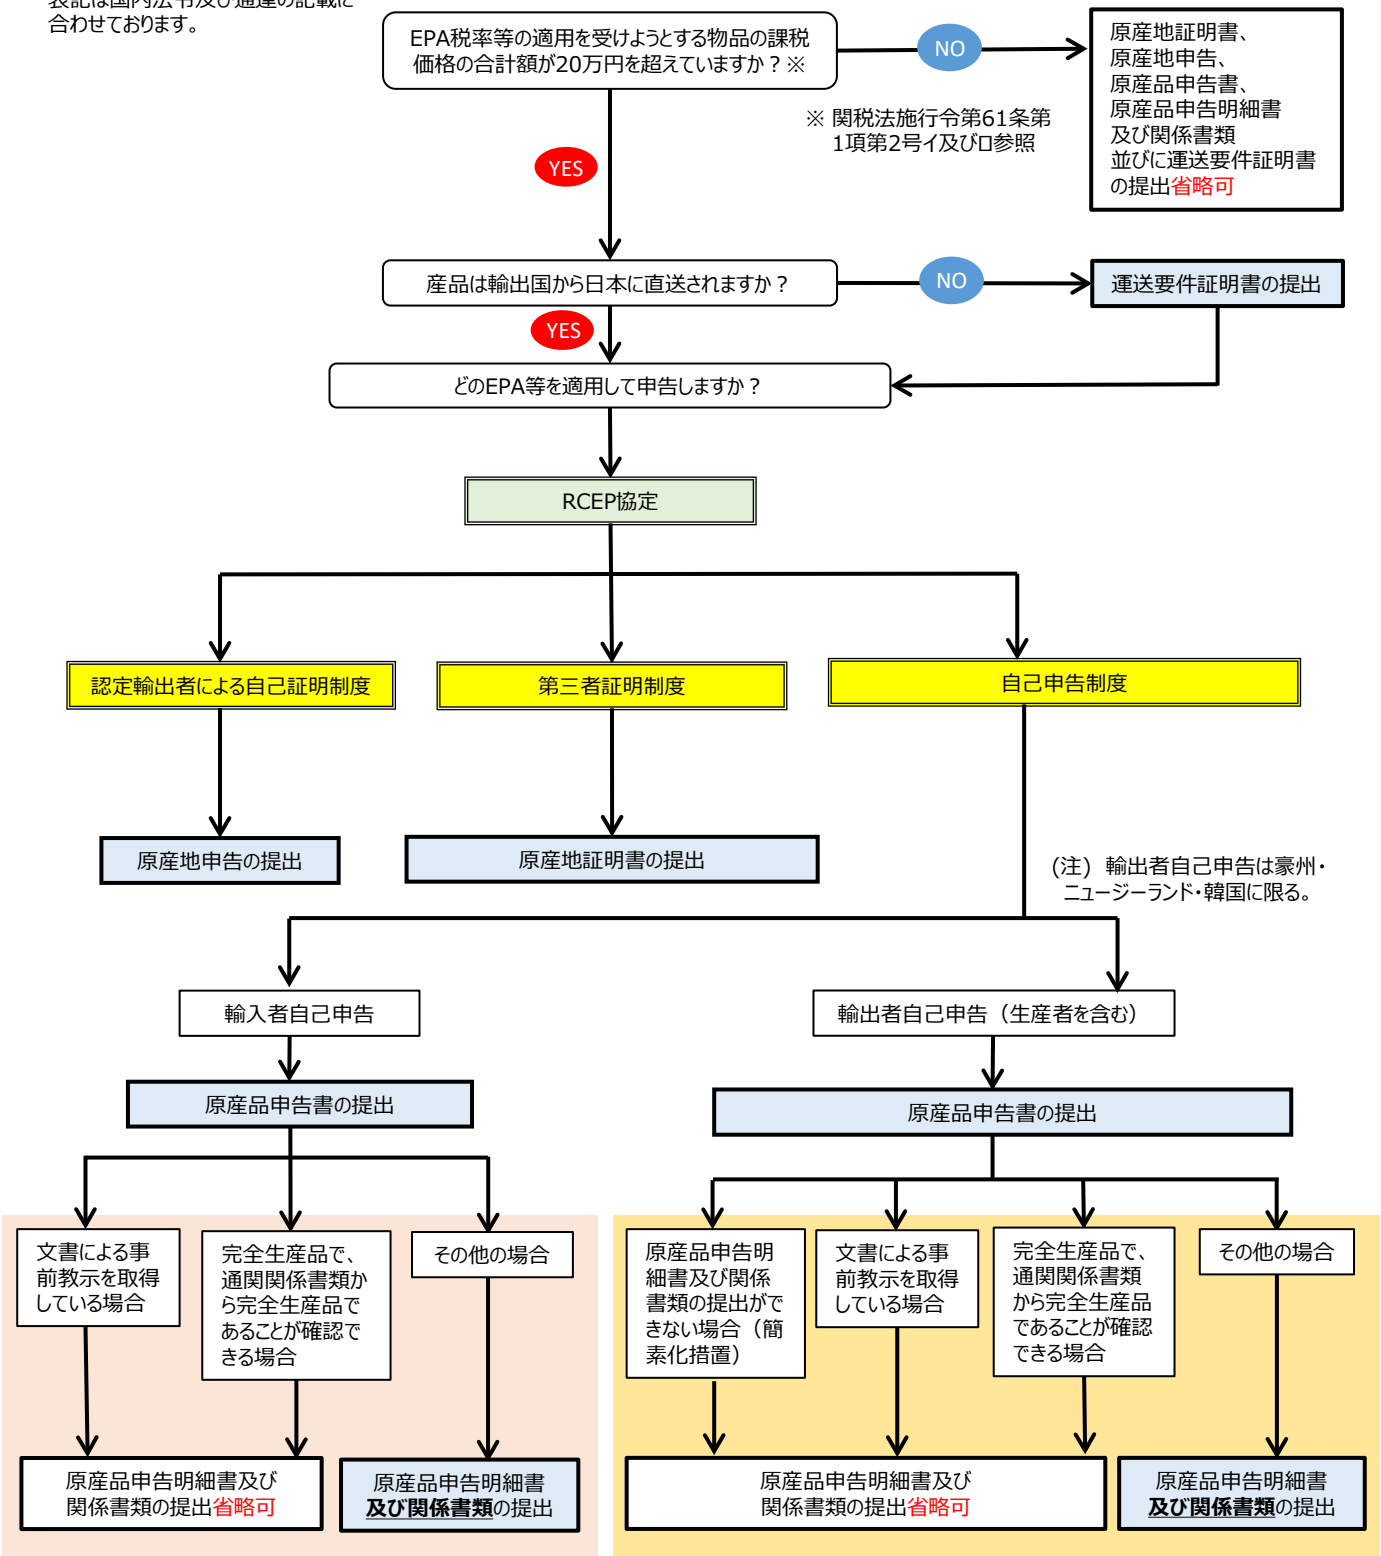 表記は国内法令及び通達の記載に
合わせております。
EPA税率等の適用を受けようとする物品の課税
価格の合計額が20万円を超えていますか？※
NO
原産地証明書、
原産地申告、
原産品申告書、
原産品申告明細書
及び関係書類
並びに運送要件証明書
の提出省略可
※ 関税法施行令第61条第
1項第2号イ及びロ参照
YES
産品は輸出国から日本に直送されますか？
NO
運送要件証明書の提出
YES
どのEPA等を適用して申告しますか？
RCEP協定
認定輸出者による自己証明制度
第三者証明制度
自己申告制度
原産地申告の提出
原産地証明書の提出
(注) 輸出者自己申告は豪州・
ニュージーランド・韓国に限る。
輸入者自己申告
輸出者自己申告（生産者を含む）
原産品申告書の提出
原産品申告書の提出
文書による事
前教示を取得
している場合
完全生産品で、
通関関係書類か
ら完全生産品で
あることが確認で
きる場合
その他の場合
原産品申告明
細書及び関係
書類の提出がで
きない場合（簡
素化措置）
文書による事
前教示を取得
している場合
完全生産品で、
通関関係書類
から完全生産品
であることが確認
できる場合
その他の場合
原産品申告明細書及び
関係書類の提出省略可
原産品申告明細書
及び関係書類の提出
原産品申告明細書及び
関係書類の提出省略可
原産品申告明細書
及び関係書類の提出